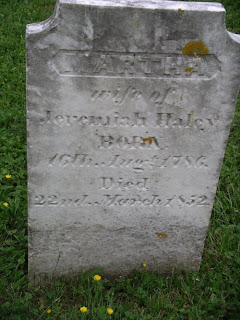 MARTHA
wife of
Jeremiah Haley
BORN
16th, Aug. 1786.
Died
22nd, March 1852.